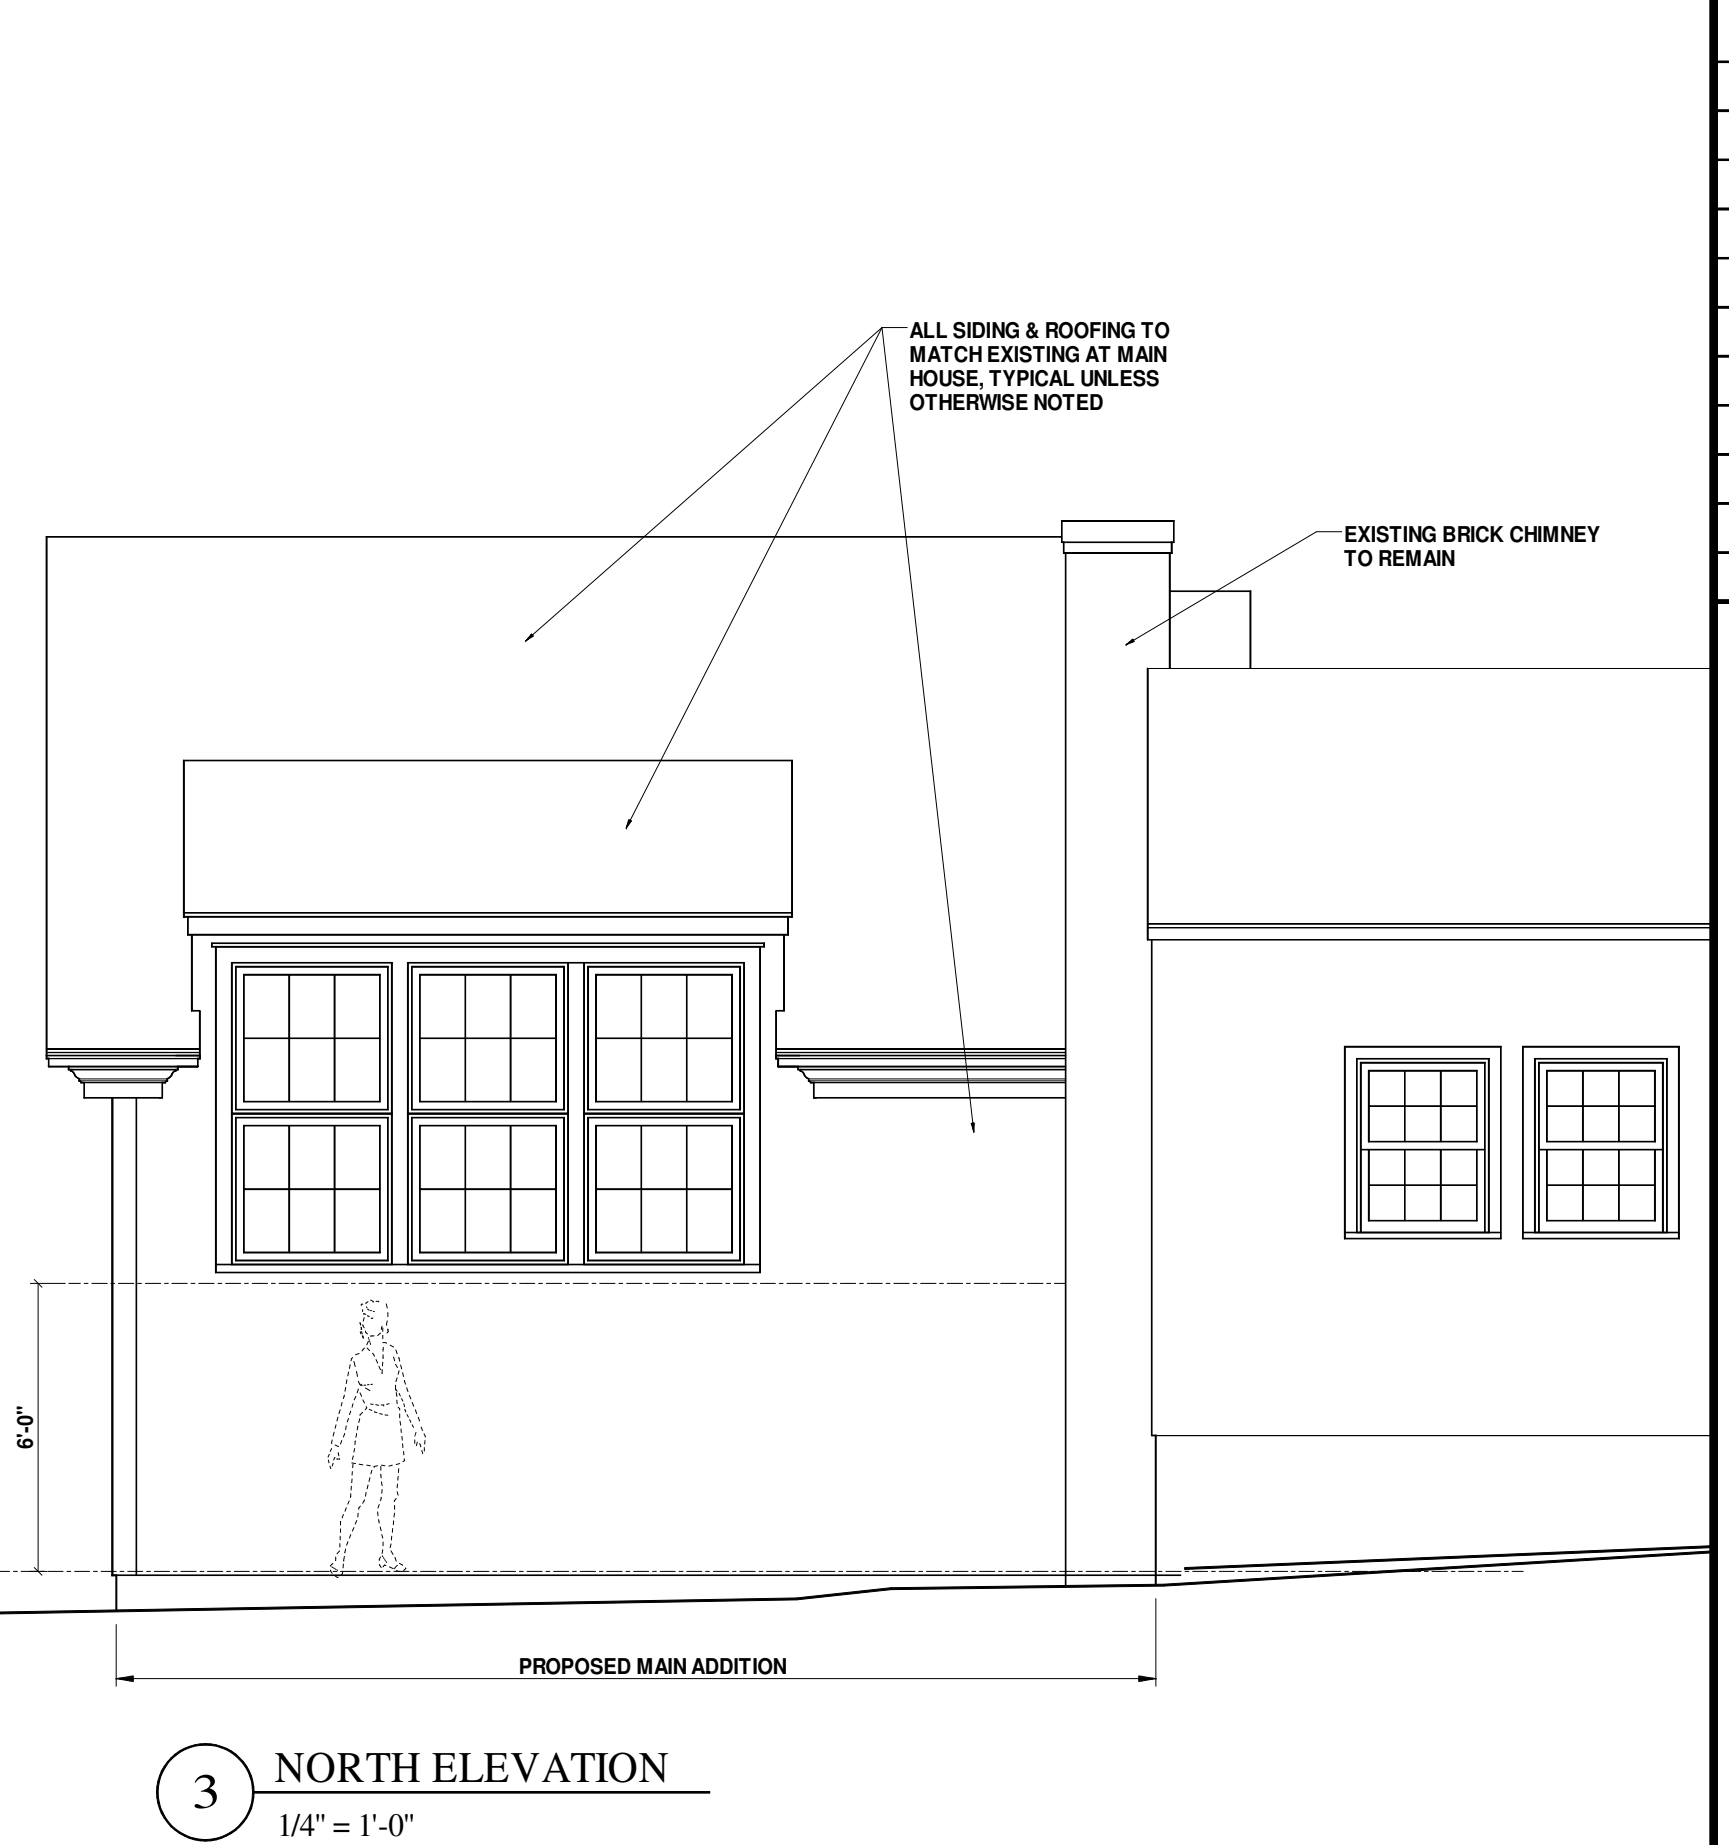 ALL SIDING & ROOFING TO
MATCH EXISTING AT MAIN
HOUSE, TYPICAL UNLESS
OTHERWISE NOTED
EXISTING BRICK CHIMNEY
TO REMAIN
6'-0"
PROPOSED MAIN ADDITION
3
NORTH ELEVATION
1/4" = 1'-0"